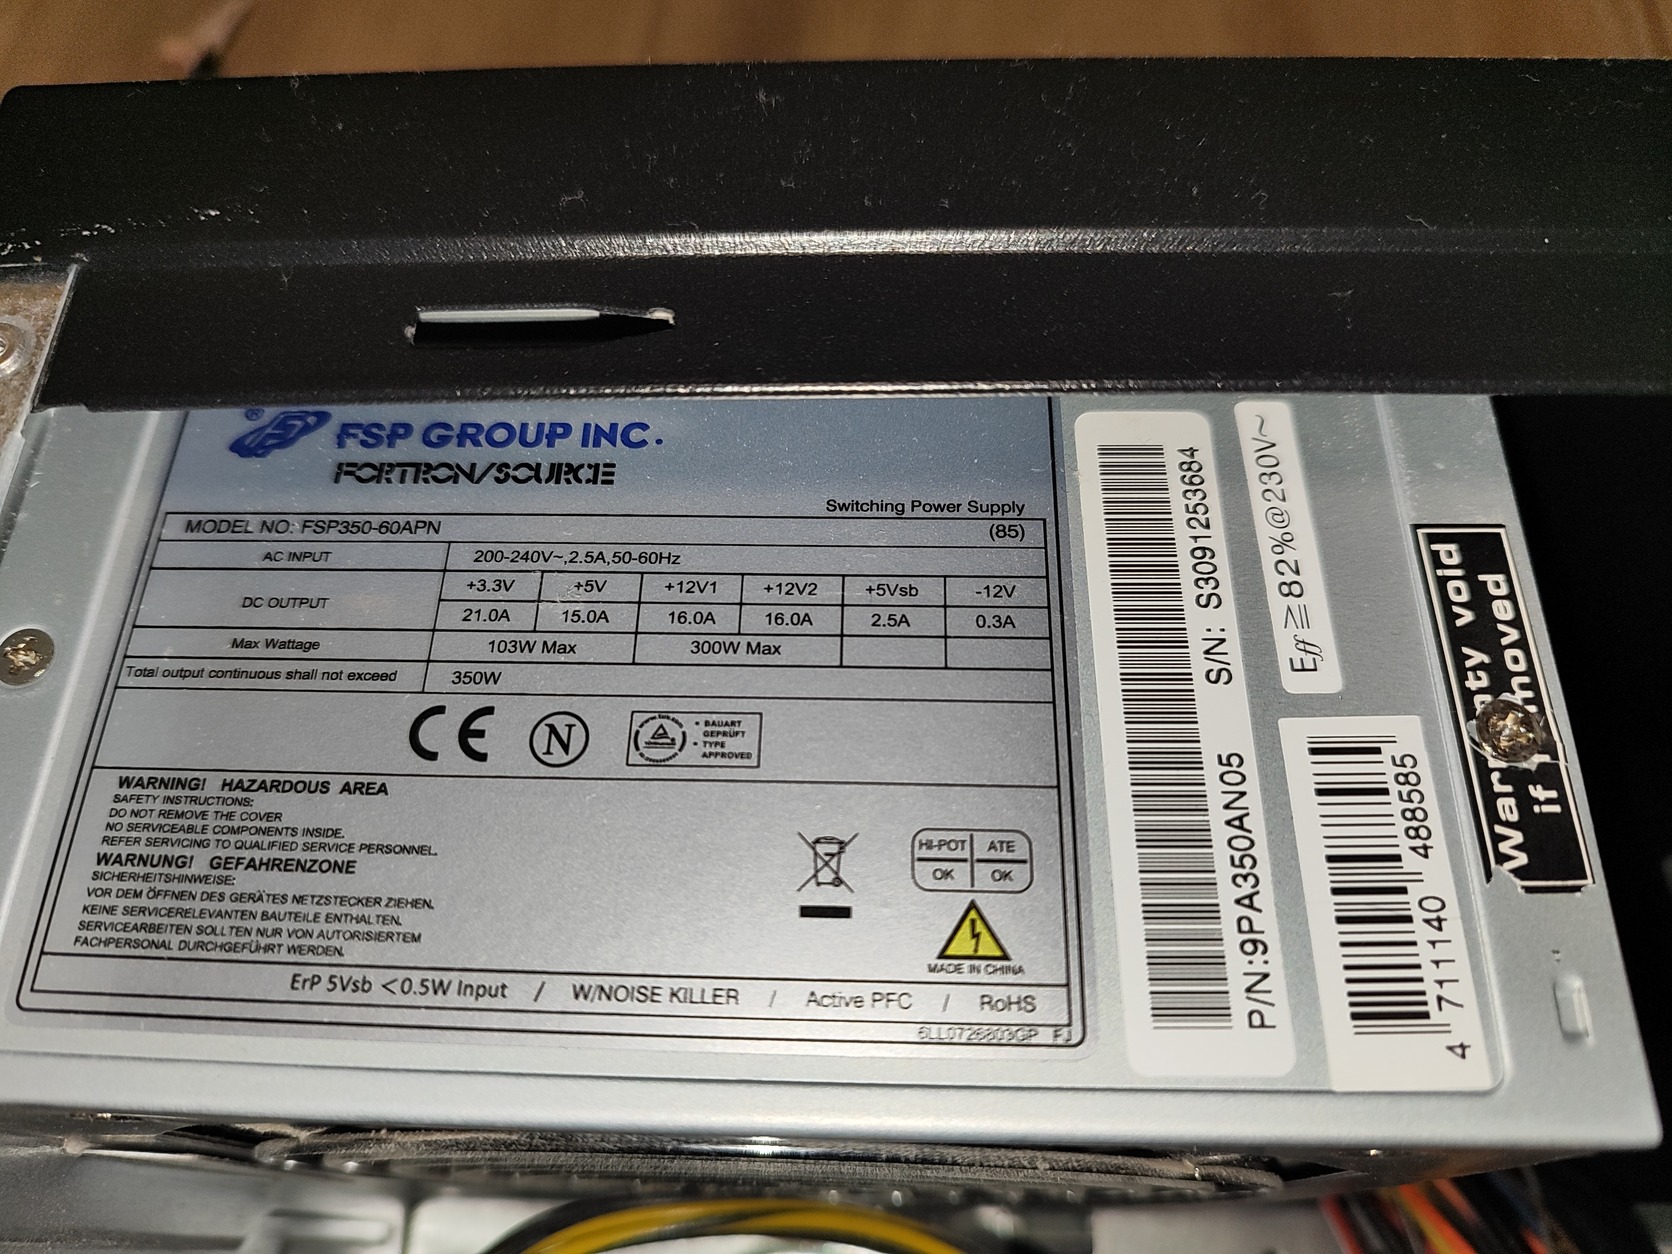 ®
FSP GROUP INC.
FORTRON/SOURCE
Switching Power Supply
MODEL NO: FSP350-60APN (85)
AC INPUT 200-240V~,2.5A,50-60Hz
DC OUTPUT
+3.3V +5V +12V1 +12V2 +5Vsb -12V
21.0A 15.0A 16.0A 16.0A 2.5A 0.3A
Max Wattage 103W Max 300W Max
Total output continuous shall not exceed 350W
CE
N
• BAUART
GEPRÜFT
• TYPE
APPROVED
WARNING! HAZARDOUS AREA
SAFETY INSTRUCTIONS:
DO NOT REMOVE THE COVER
NO SERVICEABLE COMPONENTS INSIDE.
REFER SERVICING TO QUALIFIED SERVICE PERSONNEL.
WARNUNG! GEFAHRENZONE
SICHERHEITSHINWEISE:
VOR DEM ÖFFNEN DES GERÄTES NETZSTECKER ZIEHEN.
KEINE SERVICERELEVANTEN BAUTEILE ENTHALTEN.
SERVICEARBEITEN SOLLTEN NUR VON AUTORISIERTEM
FACHPERSONAL DURCHGEFÜHRT WERDEN.
HI-POT ATE
OK OK
MADE IN CHINA
ErP 5Vsb <0.5W Input / W/NOISE KILLER / Active PFC / RoHS
P/N:9PA350AN05 S/N: S3091253684
Eff ≧82%@230V~
4 711140 488585
Warranty void
if removed